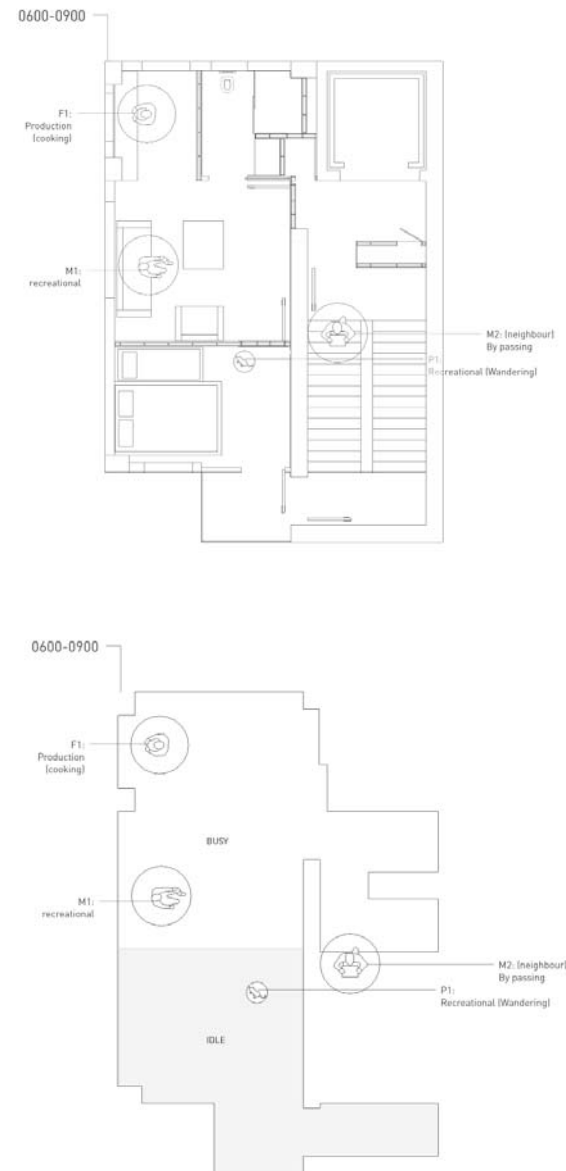 0600-0900
F1:
Production
(cooking)
M1:
recreational
M2: (neighbour)
By passing
P1:
Recreational (Wandering)
0600-0900
F1:
Production
(cooking)
BUSY
M1:
recreational
M2: (neighbour)
By passing
P1:
Recreational (Wandering)
IDLE